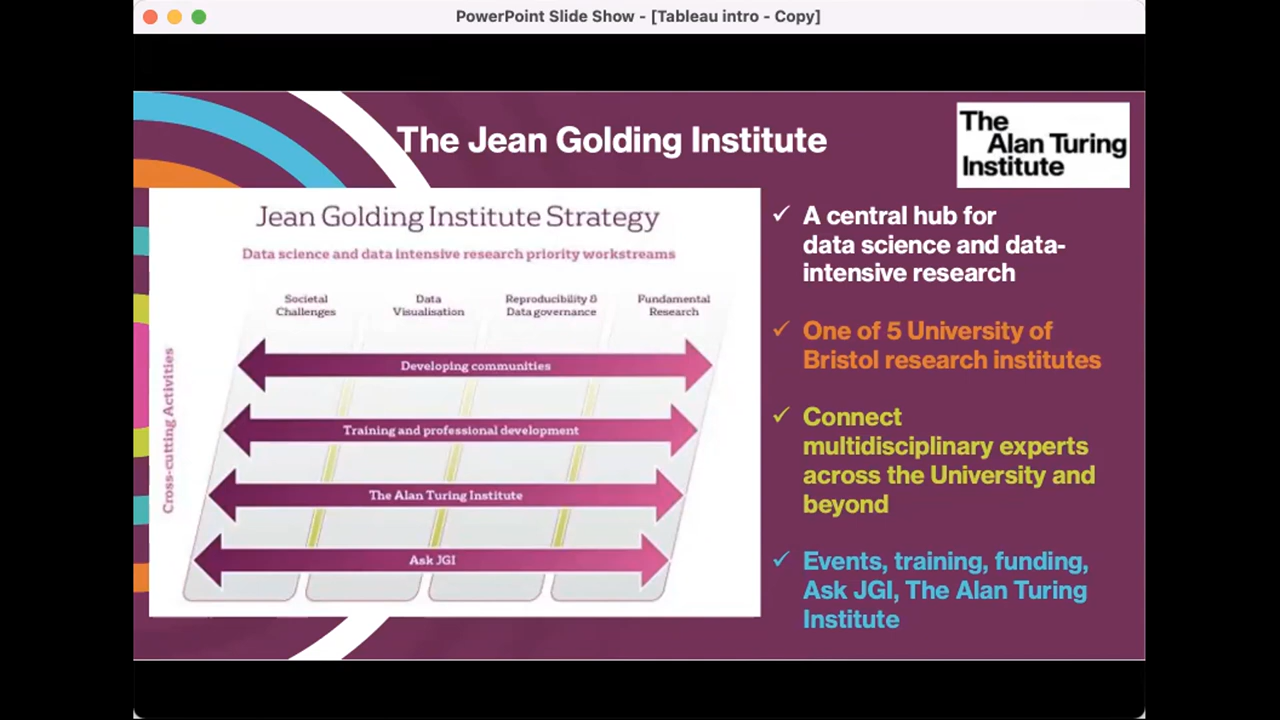 PowerPoint Slide Show - [Tableau intro - Copy]
The Jean Golding Institute
The
Alan Turing
Institute
Jean Golding Institute Strategy
Data science and data intensive research priority workstreams
Societal
Challenges
Data
Visualisation
Reproducibility &
Data governance
Fundamental
Research
Cross-cutting Activities
Developing communities
Training and professional development
The Alan Turing Institute
Ask JGI
✓ A central hub for
data science and data-
intensive research
✓ One of 5 University of
Bristol research institutes
✓ Connect
multidisciplinary experts
across the University and
beyond
✓ Events, training, funding,
Ask JGI, The Alan Turing
Institute